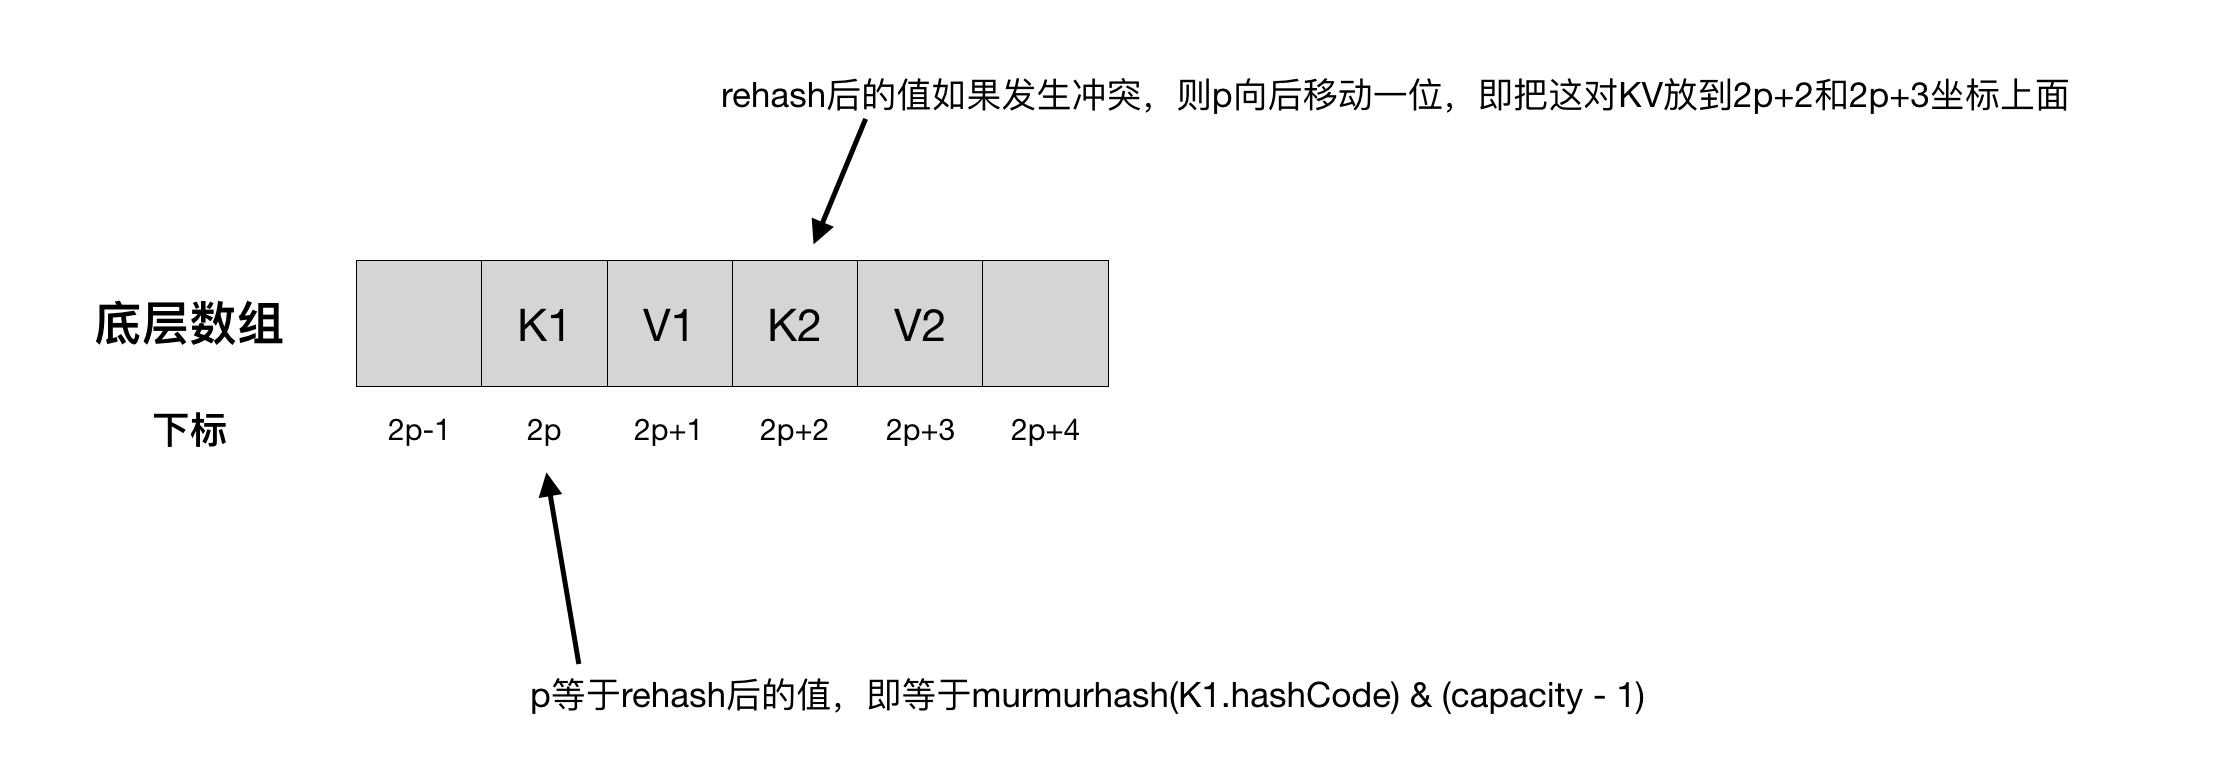 rehash后的值如果发生冲突，则p向后移动一位，即把这对KV放到2p+2和2p+3坐标上面
底层数组 K1 V1 K2 V2
下标 2p-1 2p 2p+1 2p+2 2p+3 2p+4
p等于rehash后的值，即等于murmurhash(K1.hashCode) & (capacity - 1)